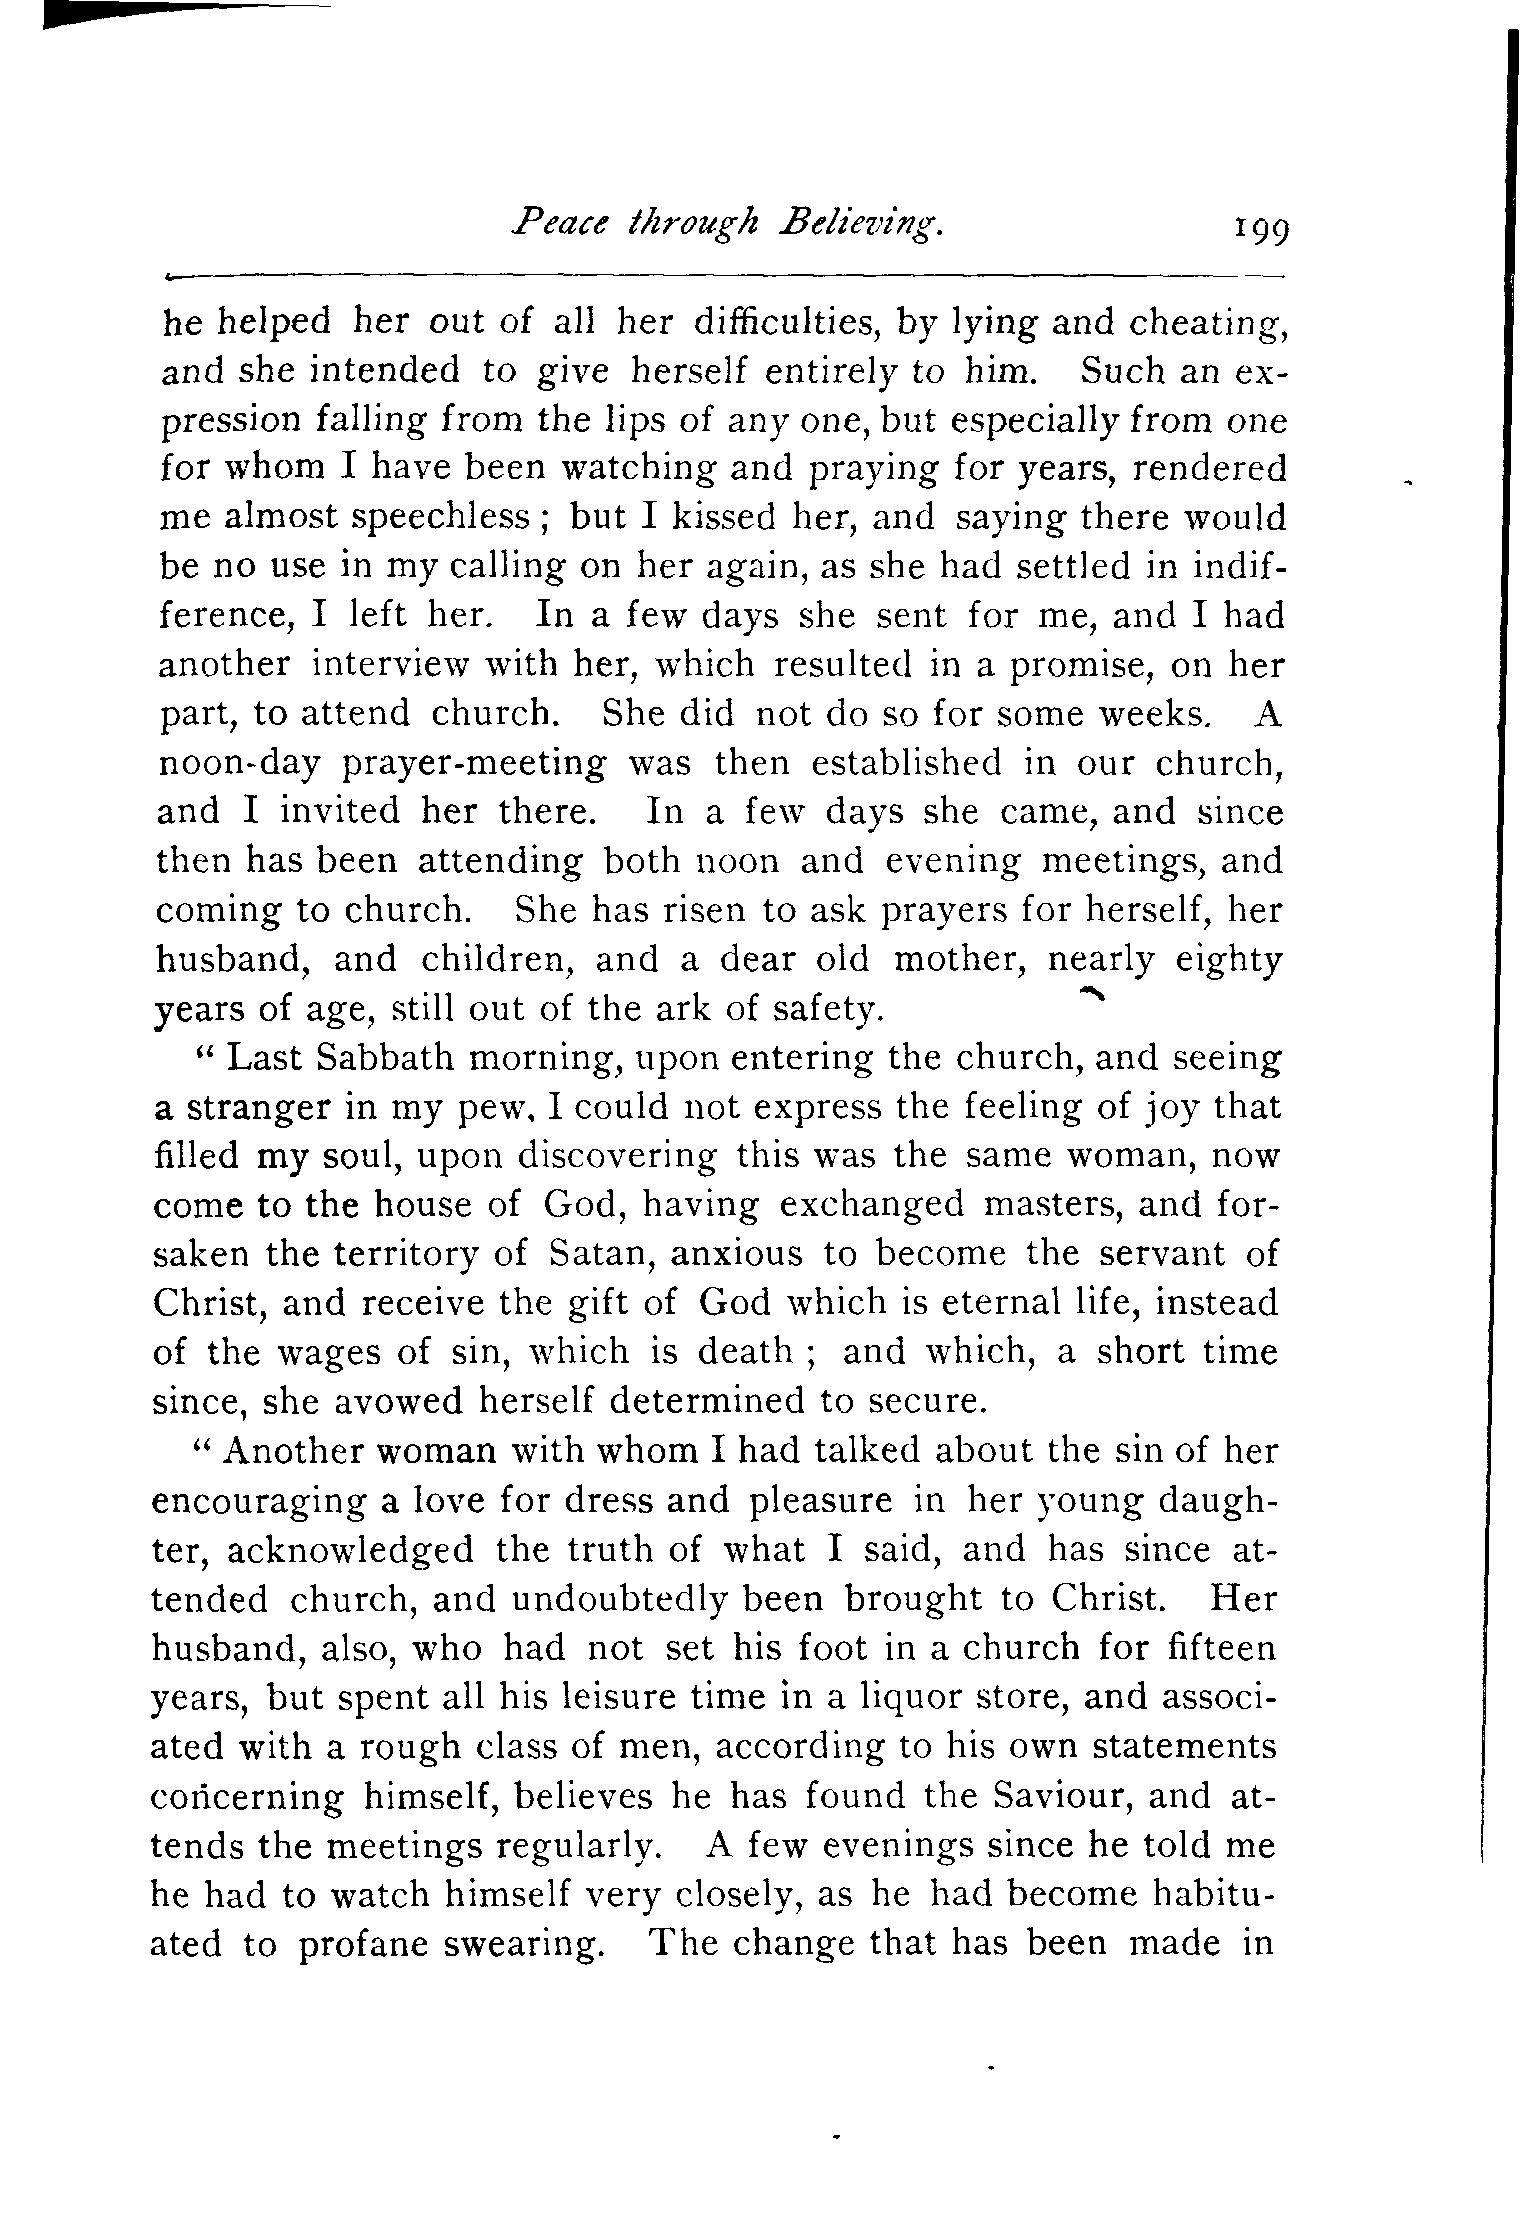 Peace through Believing. 199
he helped her out of all her difficulties, by lying and cheating,
and she intended to give herself entirely to him. Such an ex-
pression falling from the lips of any one, but especially from one
for whom I have been watching and praying for years, rendered
me almost speechless ; but I kissed her, and saying there would
be no use in my calling on her again, as she had settled in indif-
ference, I left her. In a few days she sent for me, and I had
another interview with her, which resulted in a promise, on her
part, to attend church. She did not do so for some weeks. A
noon-day prayer-meeting was then established in our church,
and I invited her there. In a few days she came, and since
then has been attending both noon and evening meetings, and
coming to church. She has risen to ask prayers for herself, her
husband, and children, and a dear old mother, nearly eighty
years of age, still out of the ark of safety.
“ Last Sabbath morning, upon entering the church, and seeing
a stranger in my pew, I could not express the feeling of joy that
filled my soul, upon discovering this was the same woman, now
come to the house of God, having exchanged masters, and for-
saken the territory of Satan, anxious to become the servant of
Christ, and receive the gift of God which is eternal life, instead
of the wages of sin, which is death ; and which, a short time
since, she avowed herself determined to secure.
“ Another woman with whom I had talked about the sin of her
encouraging a love for dress and pleasure in her young daugh-
ter, acknowledged the truth of what I said, and has since at-
tended church, and undoubtedly been brought to Christ. Her
husband, also, who had not set his foot in a church for fifteen
years, but spent all his leisure time in a liquor store, and associ-
ated with a rough class of men, according to his own statements
concerning himself, believes he has found the Saviour, and at-
tends the meetings regularly. A few evenings since he told me
he had to watch himself very closely, as he had become habitu-
ated to profane swearing. The change that has been made in